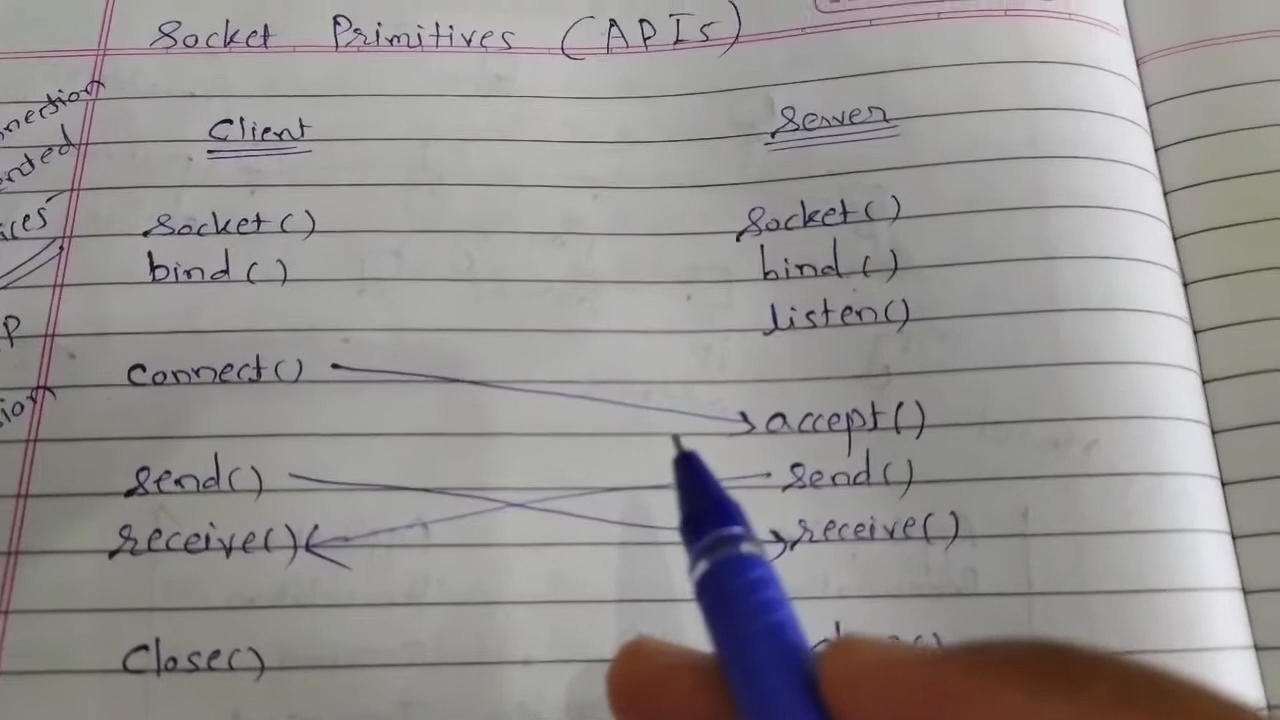 Socket Primitives (APIs)
Client
Server
Socket()
Socket()
bind()
bind()
listen()
Connect()
accept()
send()
send()
receive()
receive()
Close()